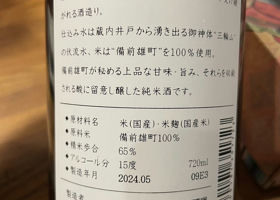 がれる酒造り。
仕込み水は蔵内井戸から湧き出る御神体"三輪山"
の伏流水、米は"備前雄町"を100%使用。
備前雄町が秘める上品な甘味・旨み、それらを収斂
される酸に留意し醸した純米酒です。
●原材料名 米(国産)・米麹(国産米)
●原料米 備前雄町100%
●精米歩合 65%
●アルコール分 15度 720ml
●製造年月 2024.05 09E3
製造者